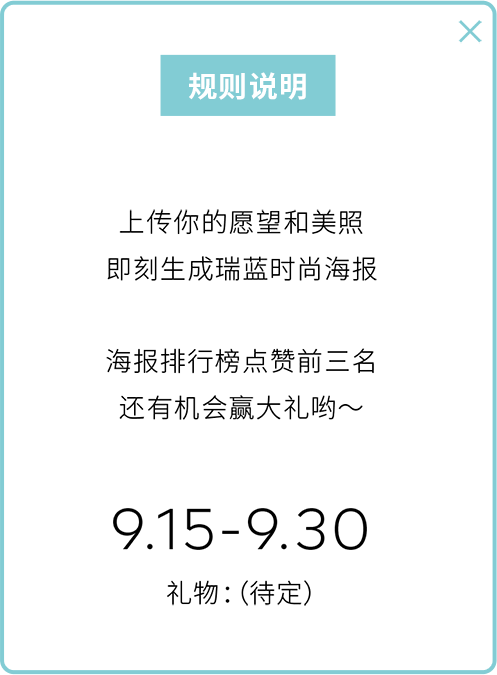 规则说明
上传你的愿望和美照
即刻生成瑞蓝时尚海报
海报排行榜点赞前三名
还有机会赢大礼哟～
9.15-9.30
礼物：（待定）